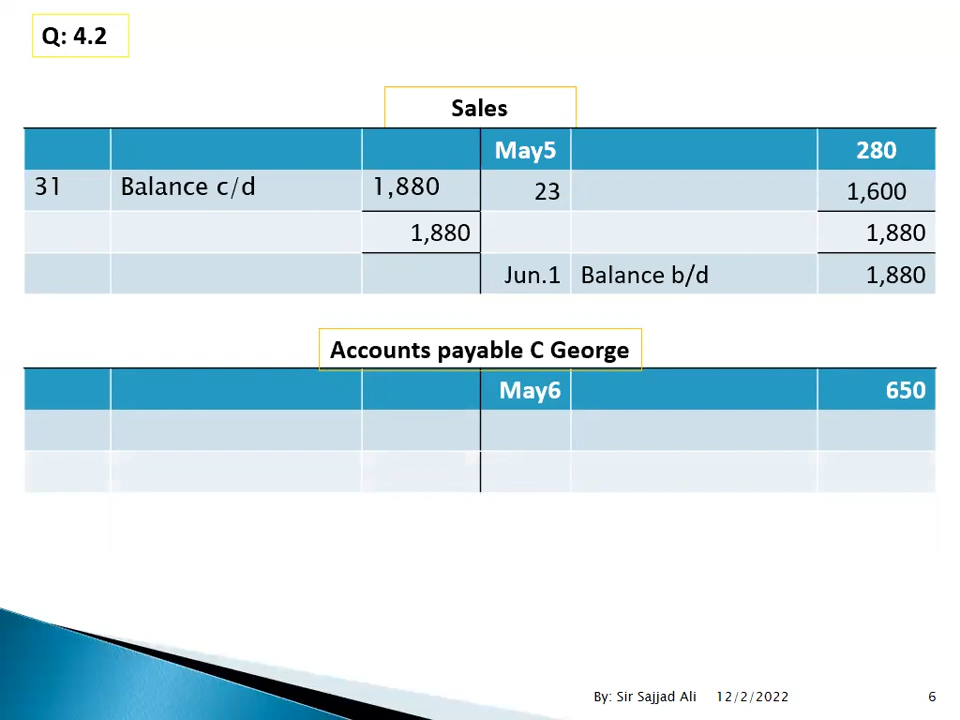 Q: 4.2
Sales
May5 280
31 Balance c/d 1,880 23 1,600
1,880 1,880
Jun.1 Balance b/d 1,880
Accounts payable C George
May6 650
By: Sir Sajjad Ali 12/2/2022 6